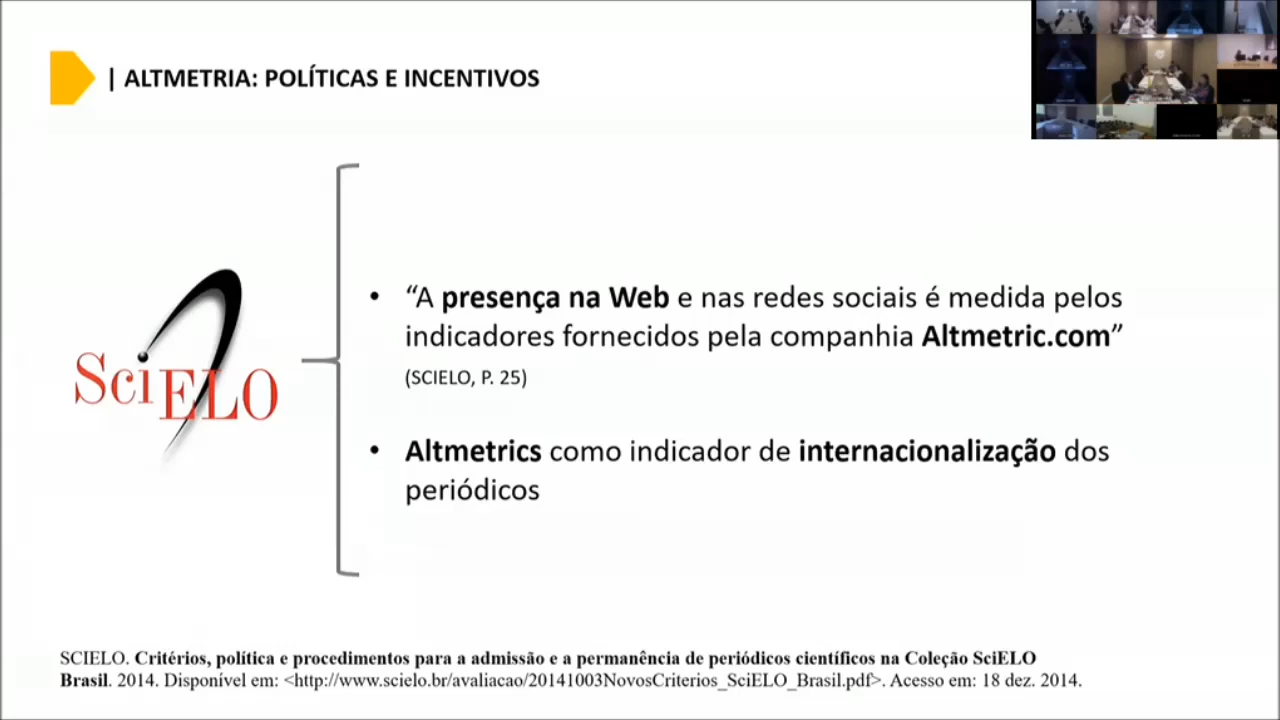 | ALTMETRIA: POLÍTICAS E INCENTIVOS
SciELO
• “A presença na Web e nas redes sociais é medida pelos
indicadores fornecidos pela companhia Altmetric.com”
(SCIELO, P. 25)
• Altmetrics como indicador de internacionalização dos
periódicos
SCIELO. Critérios, política e procedimentos para a admissão e a permanência de periódicos científicos na Coleção SciELO
Brasil. 2014. Disponível em: <http://www.scielo.br/avaliacao/20141003NovosCriterios_SciELO_Brasil.pdf>. Acesso em: 18 dez. 2014.